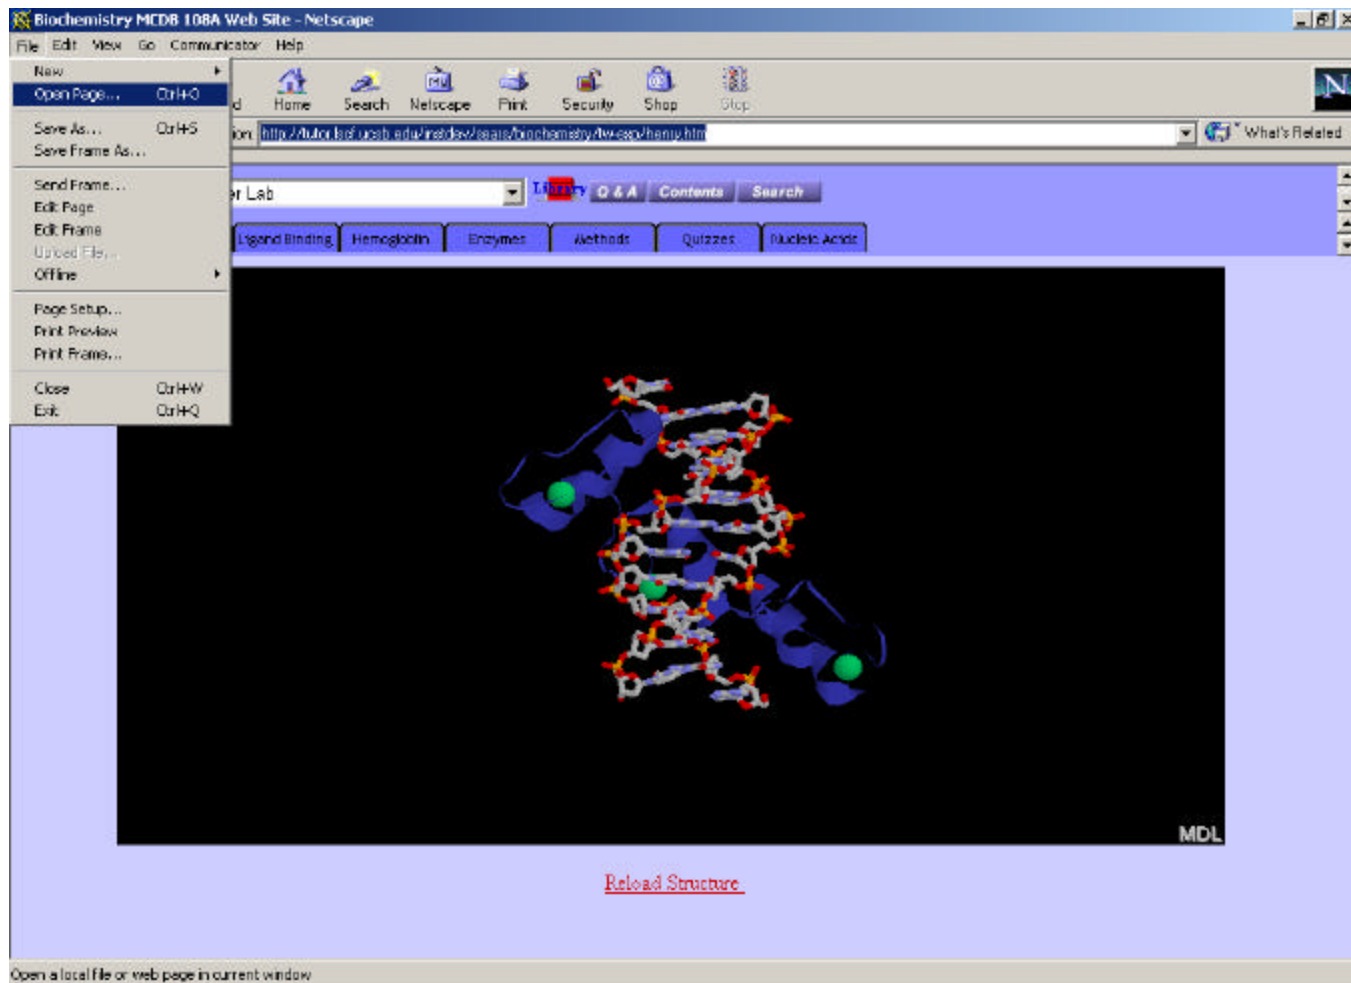 Biochemistry MCDB 108A Web Site - Netscape
File Edit View Go Communicator Help
New
Open Page... Ctrl+O
Save As... Ctrl+S
Save Frame As...
Send Frame...
Edit Page
Edit Frame
Upload File...
Offline
Page Setup...
Print Preview
Print Frame...
Close Ctrl+W
Exit Ctrl+Q
d Home Search Netscape Print Security Shop Stop
N
ion: What's Related
er Lab Library Q & A Contents Search
Ligand Binding Hemoglobin Enzymes Methods Quizzes Nucleic Acids
MDL
Reload Structure
Open a local file or web page in current window